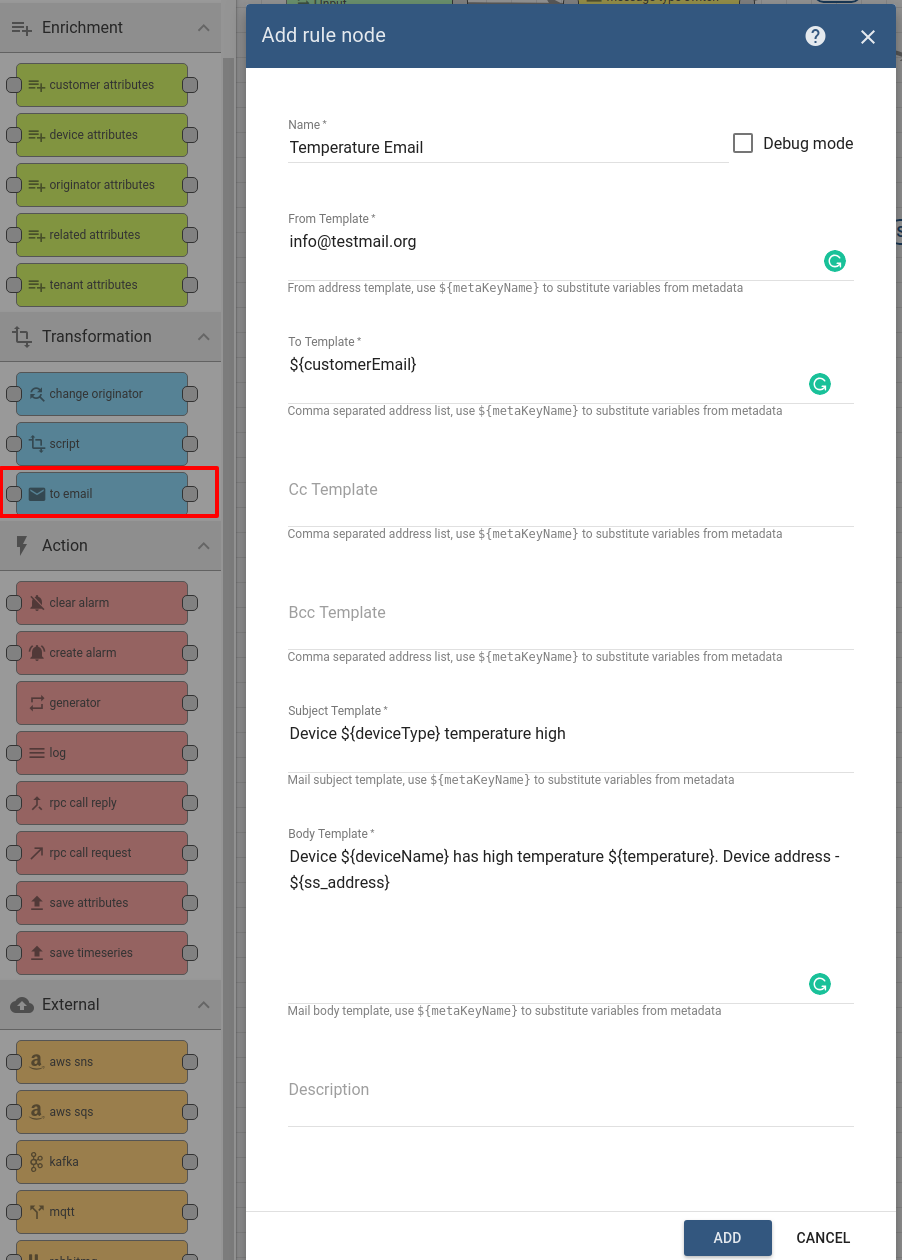 Enrichment
customer attributes
device attributes
originator attributes
related attributes
tenant attributes
Transformation
change originator
script
to email
Action
clear alarm
create alarm
generator
log
rpc call reply
rpc call request
save attributes
save timeseries
External
aws sns
aws sqs
kafka
mqtt
Add rule node
Name *
Temperature Email
Debug mode
From Template *
info@testmail.org
From address template, use ${metaKeyName} to substitute variables from metadata
To Template *
${customerEmail}
Comma separated address list, use ${metaKeyName} to substitute variables from metadata
Cc Template
Comma separated address list, use ${metaKeyName} to substitute variables from metadata
Bcc Template
Comma separated address list, use ${metaKeyName} to substitute variables from metadata
Subject Template *
Device ${deviceType} temperature high
Mail subject template, use ${metaKeyName} to substitute variables from metadata
Body Template *
Device ${deviceName} has high temperature ${temperature}. Device address -
${ss_address}
Mail body template, use ${metaKeyName} to substitute variables from metadata
Description
ADD
CANCEL